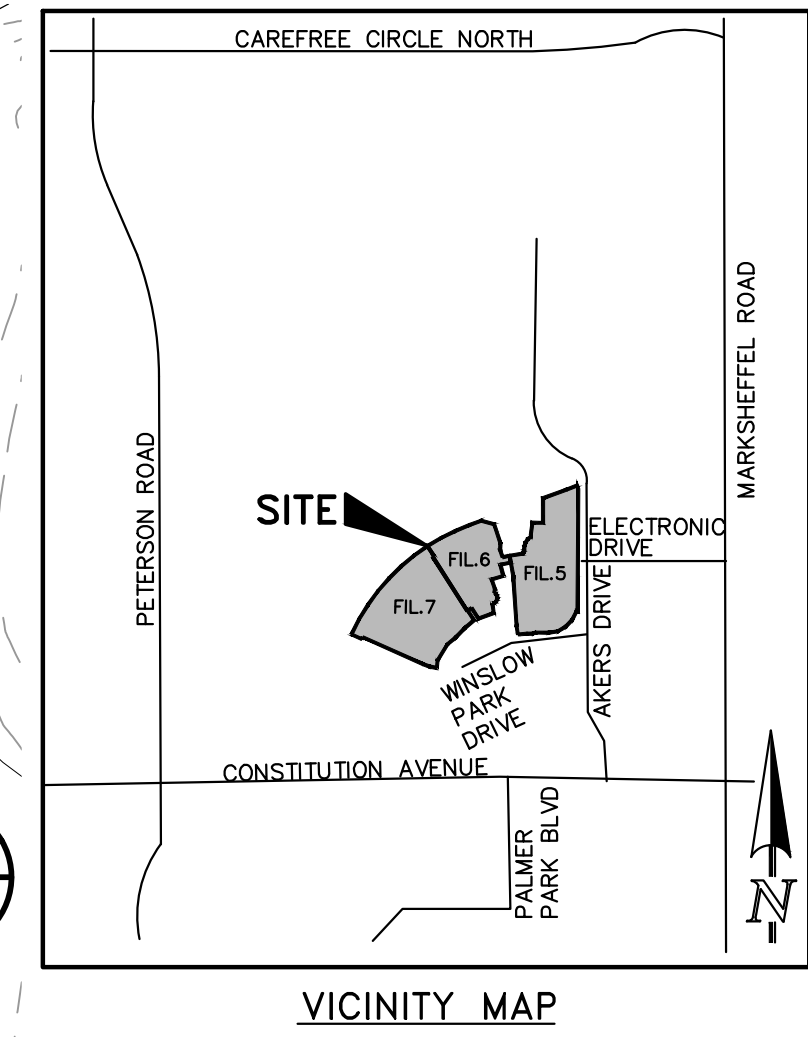 CAREFREE CIRCLE NORTH
MARKSHEFFEL ROAD
PETERSON ROAD
SITE
ELECTRONIC
DRIVE
FIL.6
FIL.5
FIL.7
AKERS DRIVE
WINSLOW
PARK
DRIVE
CONSTITUTION AVENUE
PALMER
PARK BLVD
N
VICINITY MAP